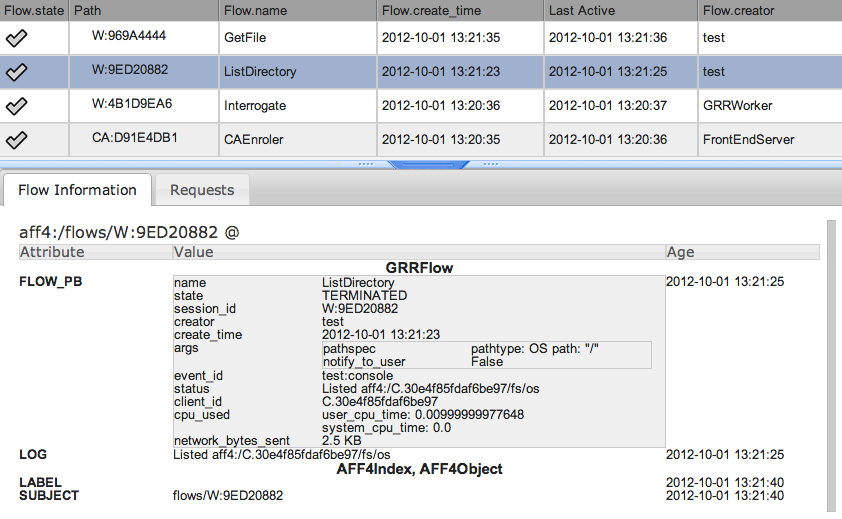 Flow.state Path Flow.name Flow.create_time Last Active Flow.creator
W:969A4444 GetFile 2012-10-01 13:21:35 2012-10-01 13:21:36 test
W:9ED20882 ListDirectory 2012-10-01 13:21:23 2012-10-01 13:21:25 test
W:4B1D9EA6 Interrogate 2012-10-01 13:20:36 2012-10-01 13:20:37 GRRWorker
CA:D91E4DB1 CAEnroler 2012-10-01 13:20:35 2012-10-01 13:20:36 FrontEndServer
Flow Information Requests
aff4:/flows/W:9ED20882 @
Attribute Value Age
GRRFlow
FLOW_PB name ListDirectory 2012-10-01 13:21:25
state TERMINATED
session_id W:9ED20882
creator test
create_time 2012-10-01 13:21:23
args pathspec pathtype: OS path: "/"
notify_to_user False
event_id test:console
status Listed aff4:/C.30e4f85fdaf6be97/fs/os
client_id C.30e4f85fdaf6be97
cpu_used user_cpu_time: 0.00999999977648
system_cpu_time: 0.0
network_bytes_sent 2.5 KB
LOG Listed aff4:/C.30e4f85fdaf6be97/fs/os 2012-10-01 13:21:25
AFF4Index, AFF4Object
LABEL 2012-10-01 13:21:40
SUBJECT flows/W:9ED20882 2012-10-01 13:21:40